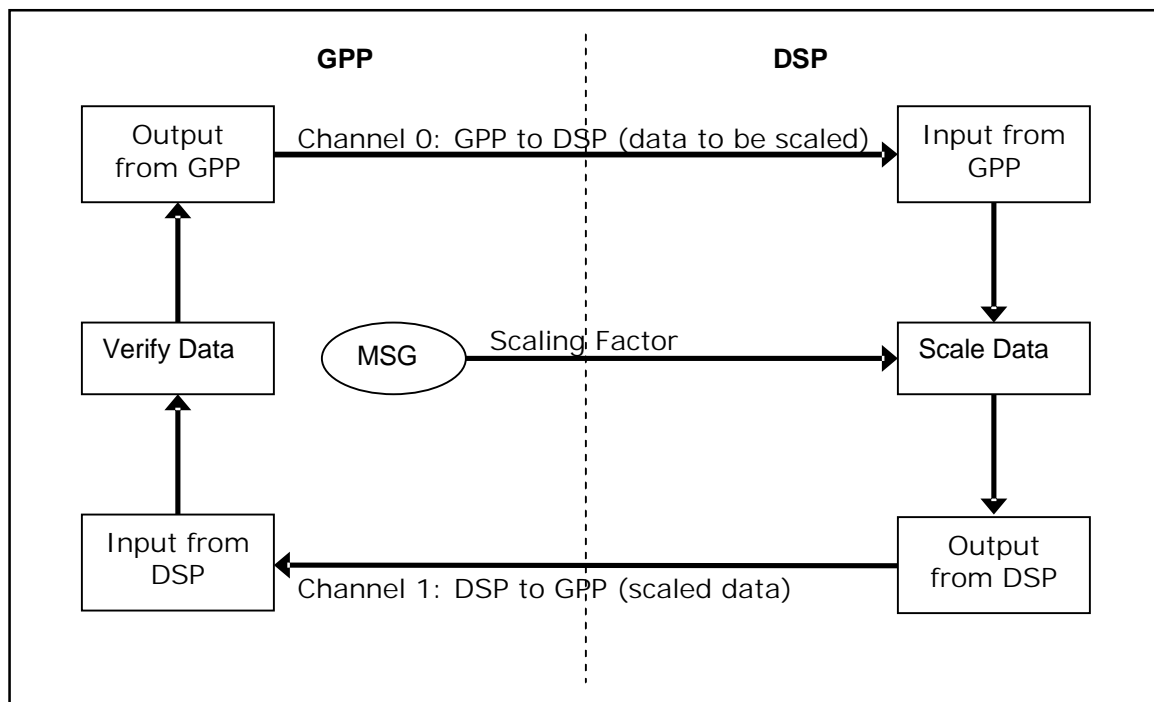 GPP
DSP
Output
from GPP
Channel 0: GPP to DSP (data to be scaled)
Input from
GPP
Verify Data
MSG
Scaling Factor
Scale Data
Input from
DSP
Channel 1: DSP to GPP (scaled data)
Output
from DSP